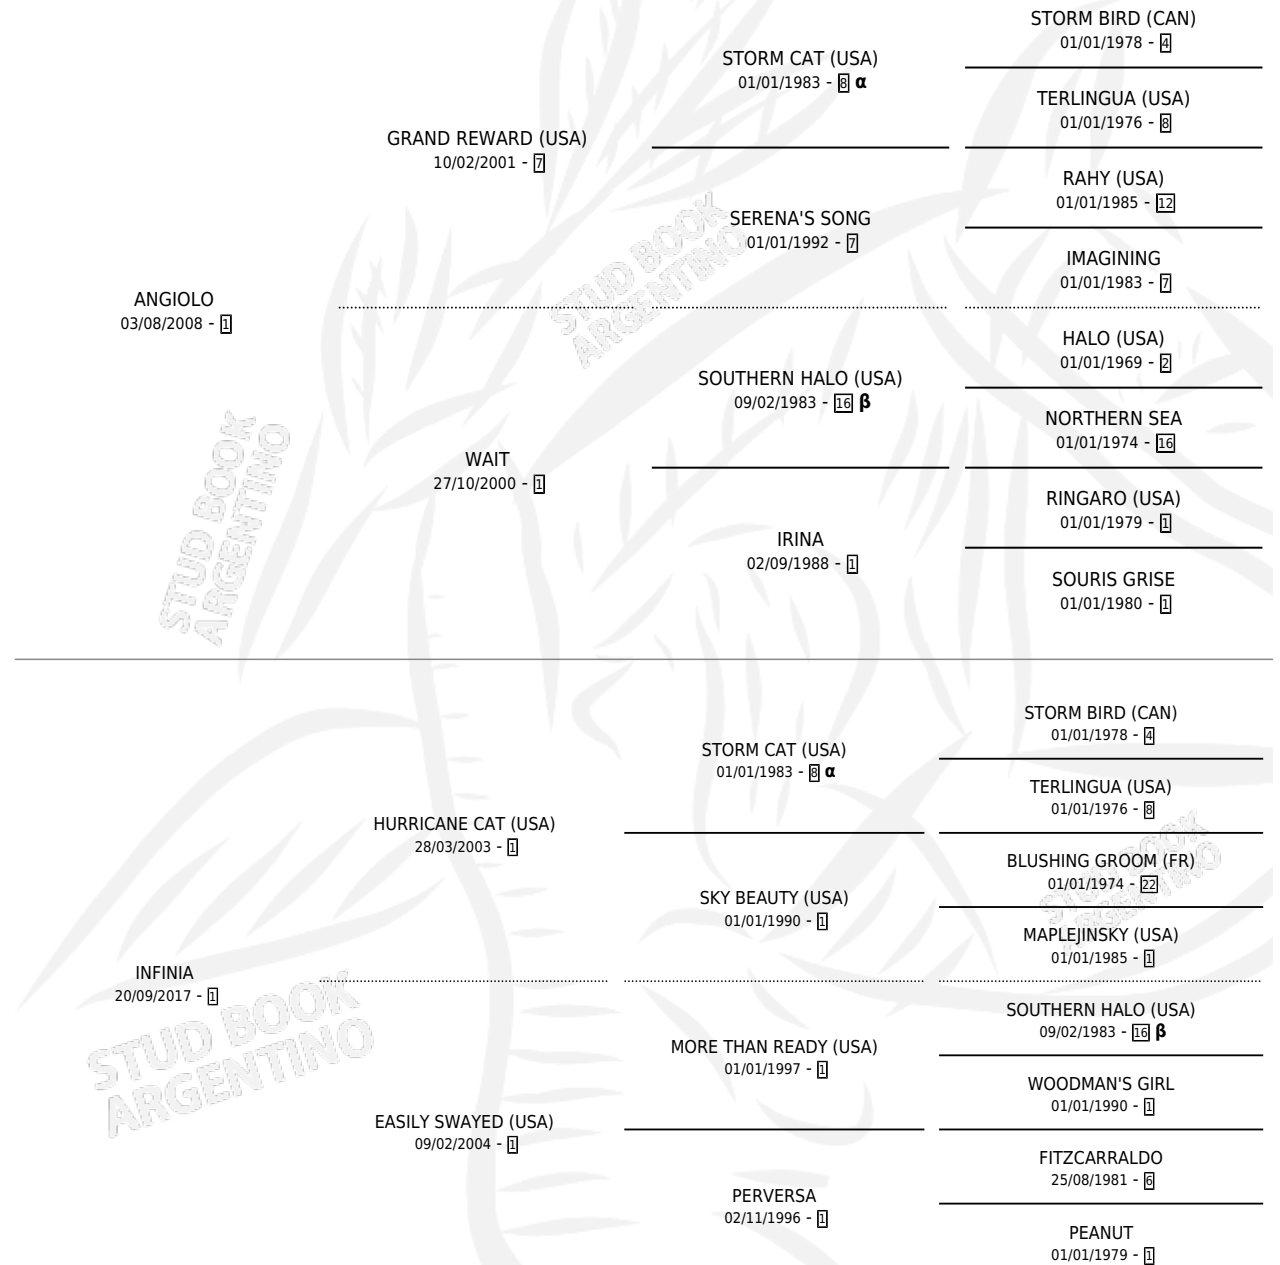 STORM BIRD (CAN)
01/01/1978 - 4
STORM CAT (USA)
01/01/1983 - 8 α
TERLINGUA (USA)
01/01/1976 - 8
GRAND REWARD (USA)
10/02/2001 - 7
RAHY (USA)
01/01/1985 - 12
SERENA'S SONG
01/01/1992 - 7
IMAGINING
01/01/1983 - 7
ANGIOLO
03/08/2008 - 1
HALO (USA)
01/01/1969 - 2
SOUTHERN HALO (USA)
09/02/1983 - 16 β
NORTHERN SEA
01/01/1974 - 16
WAIT
27/10/2000 - 1
RINGARO (USA)
01/01/1979 - 1
IRINA
02/09/1988 - 1
SOURIS GRISE
01/01/1980 - 1
STORM BIRD (CAN)
01/01/1978 - 4
STORM CAT (USA)
01/01/1983 - 8 α
TERLINGUA (USA)
01/01/1976 - 8
HURRICANE CAT (USA)
28/03/2003 - 1
BLUSHING GROOM (FR)
01/01/1974 - 22
SKY BEAUTY (USA)
01/01/1990 - 1
MAPLEJINSKY (USA)
01/01/1985 - 1
INFINIA
20/09/2017 - 1
SOUTHERN HALO (USA)
09/02/1983 - 16 β
MORE THAN READY (USA)
01/01/1997 - 1
WOODMAN'S GIRL
01/01/1990 - 1
EASILY SWAYED (USA)
09/02/2004 - 1
FITZCARRALDO
25/08/1981 - 6
PERVERSA
02/11/1996 - 1
PEANUT
01/01/1979 - 1
STUD BOOK
ARGENTINO
STUD BOOK
ARGENTINO
STUD BOOK
ARGENTINO
STUD BOOK
ARGENTINO